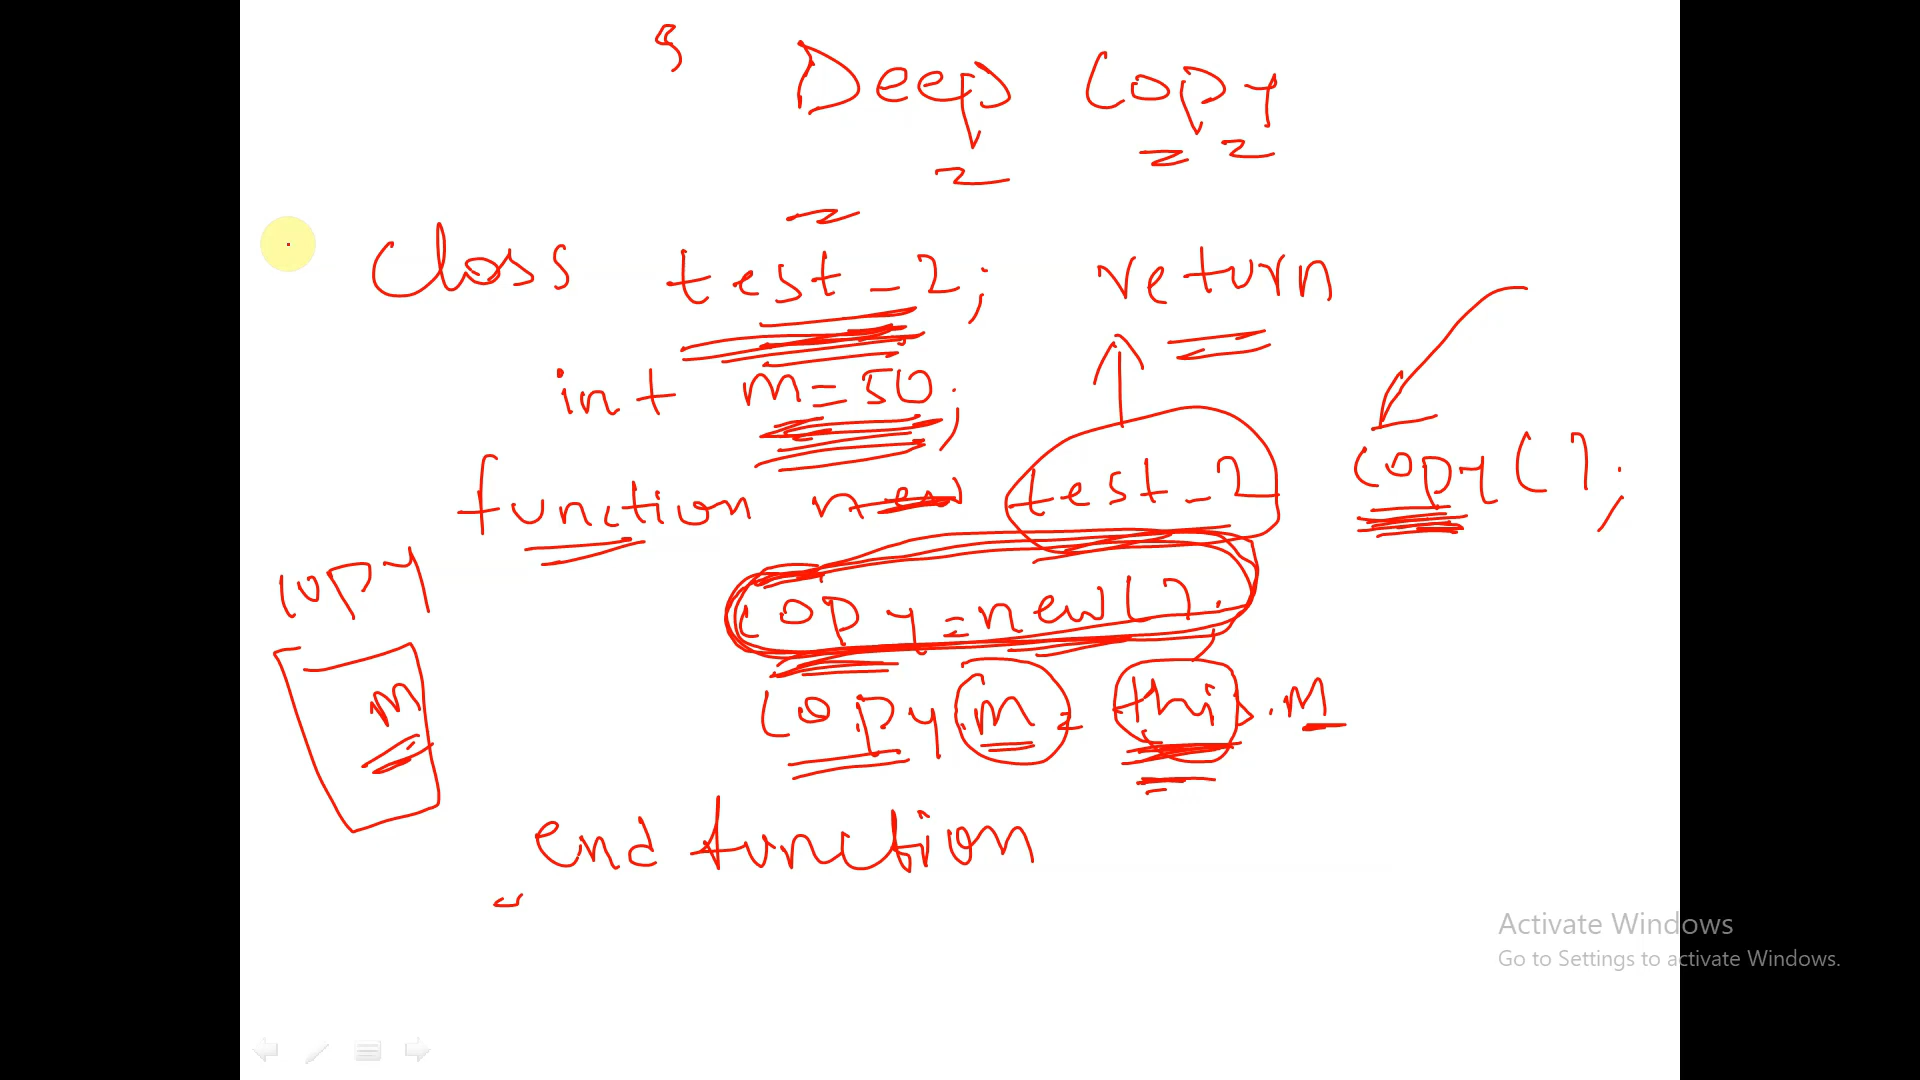 Deep Copy
class test_2; return
int m=50;
function new test_2 copy();
copy=new();
copy.m = this.m
copy
m
end function
Activate Windows
Go to Settings to activate Windows.